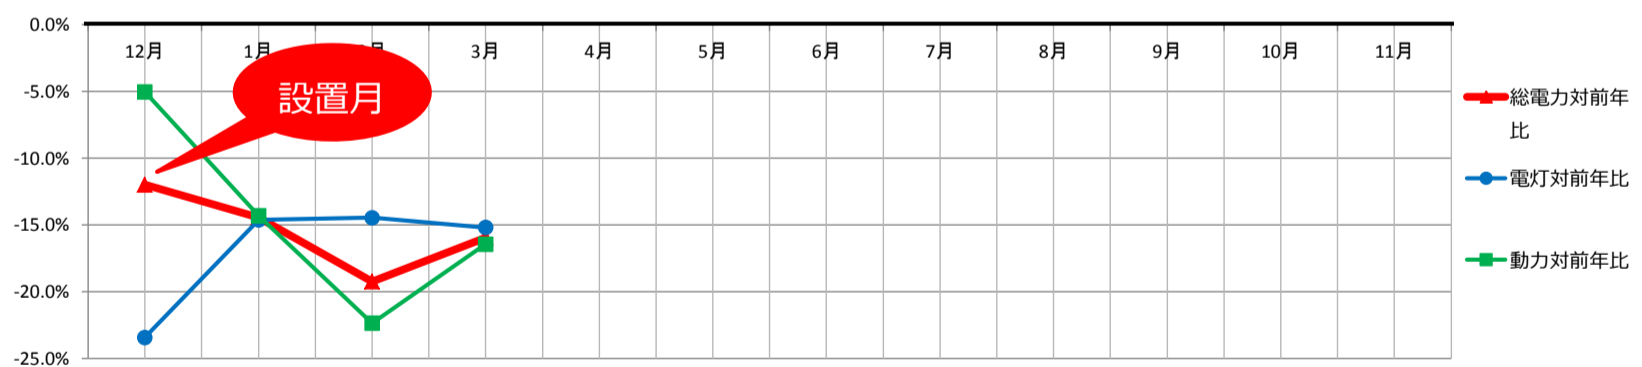 0.0%
12月 1月 月 3月 4月 5月 6月 7月 8月 9月 10月 11月
-5.0%
設置月
-10.0%
-15.0%
-20.0%
-25.0%
総電力対前年
比
電灯対前年比
動力対前年比